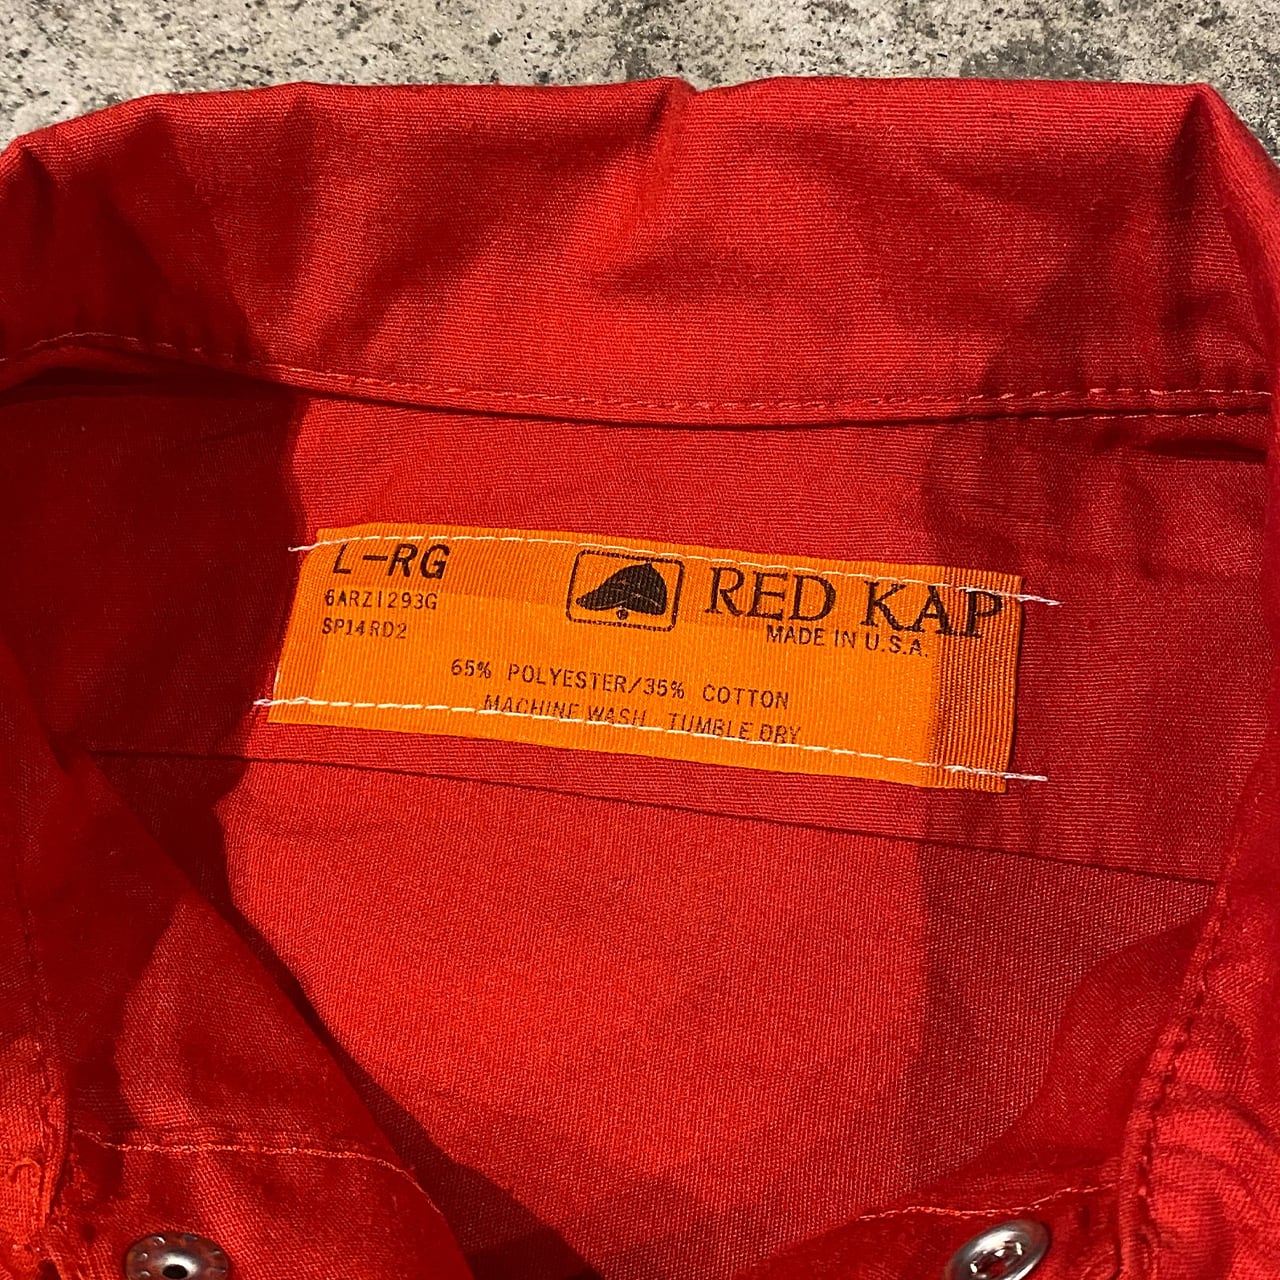 L-RG
RED KAP
6ARZ1293G
MADE IN U.S.A.
SP14RD2
65% POLYESTER/35% COTTON
MACHINE WASH TUMBLE DRY